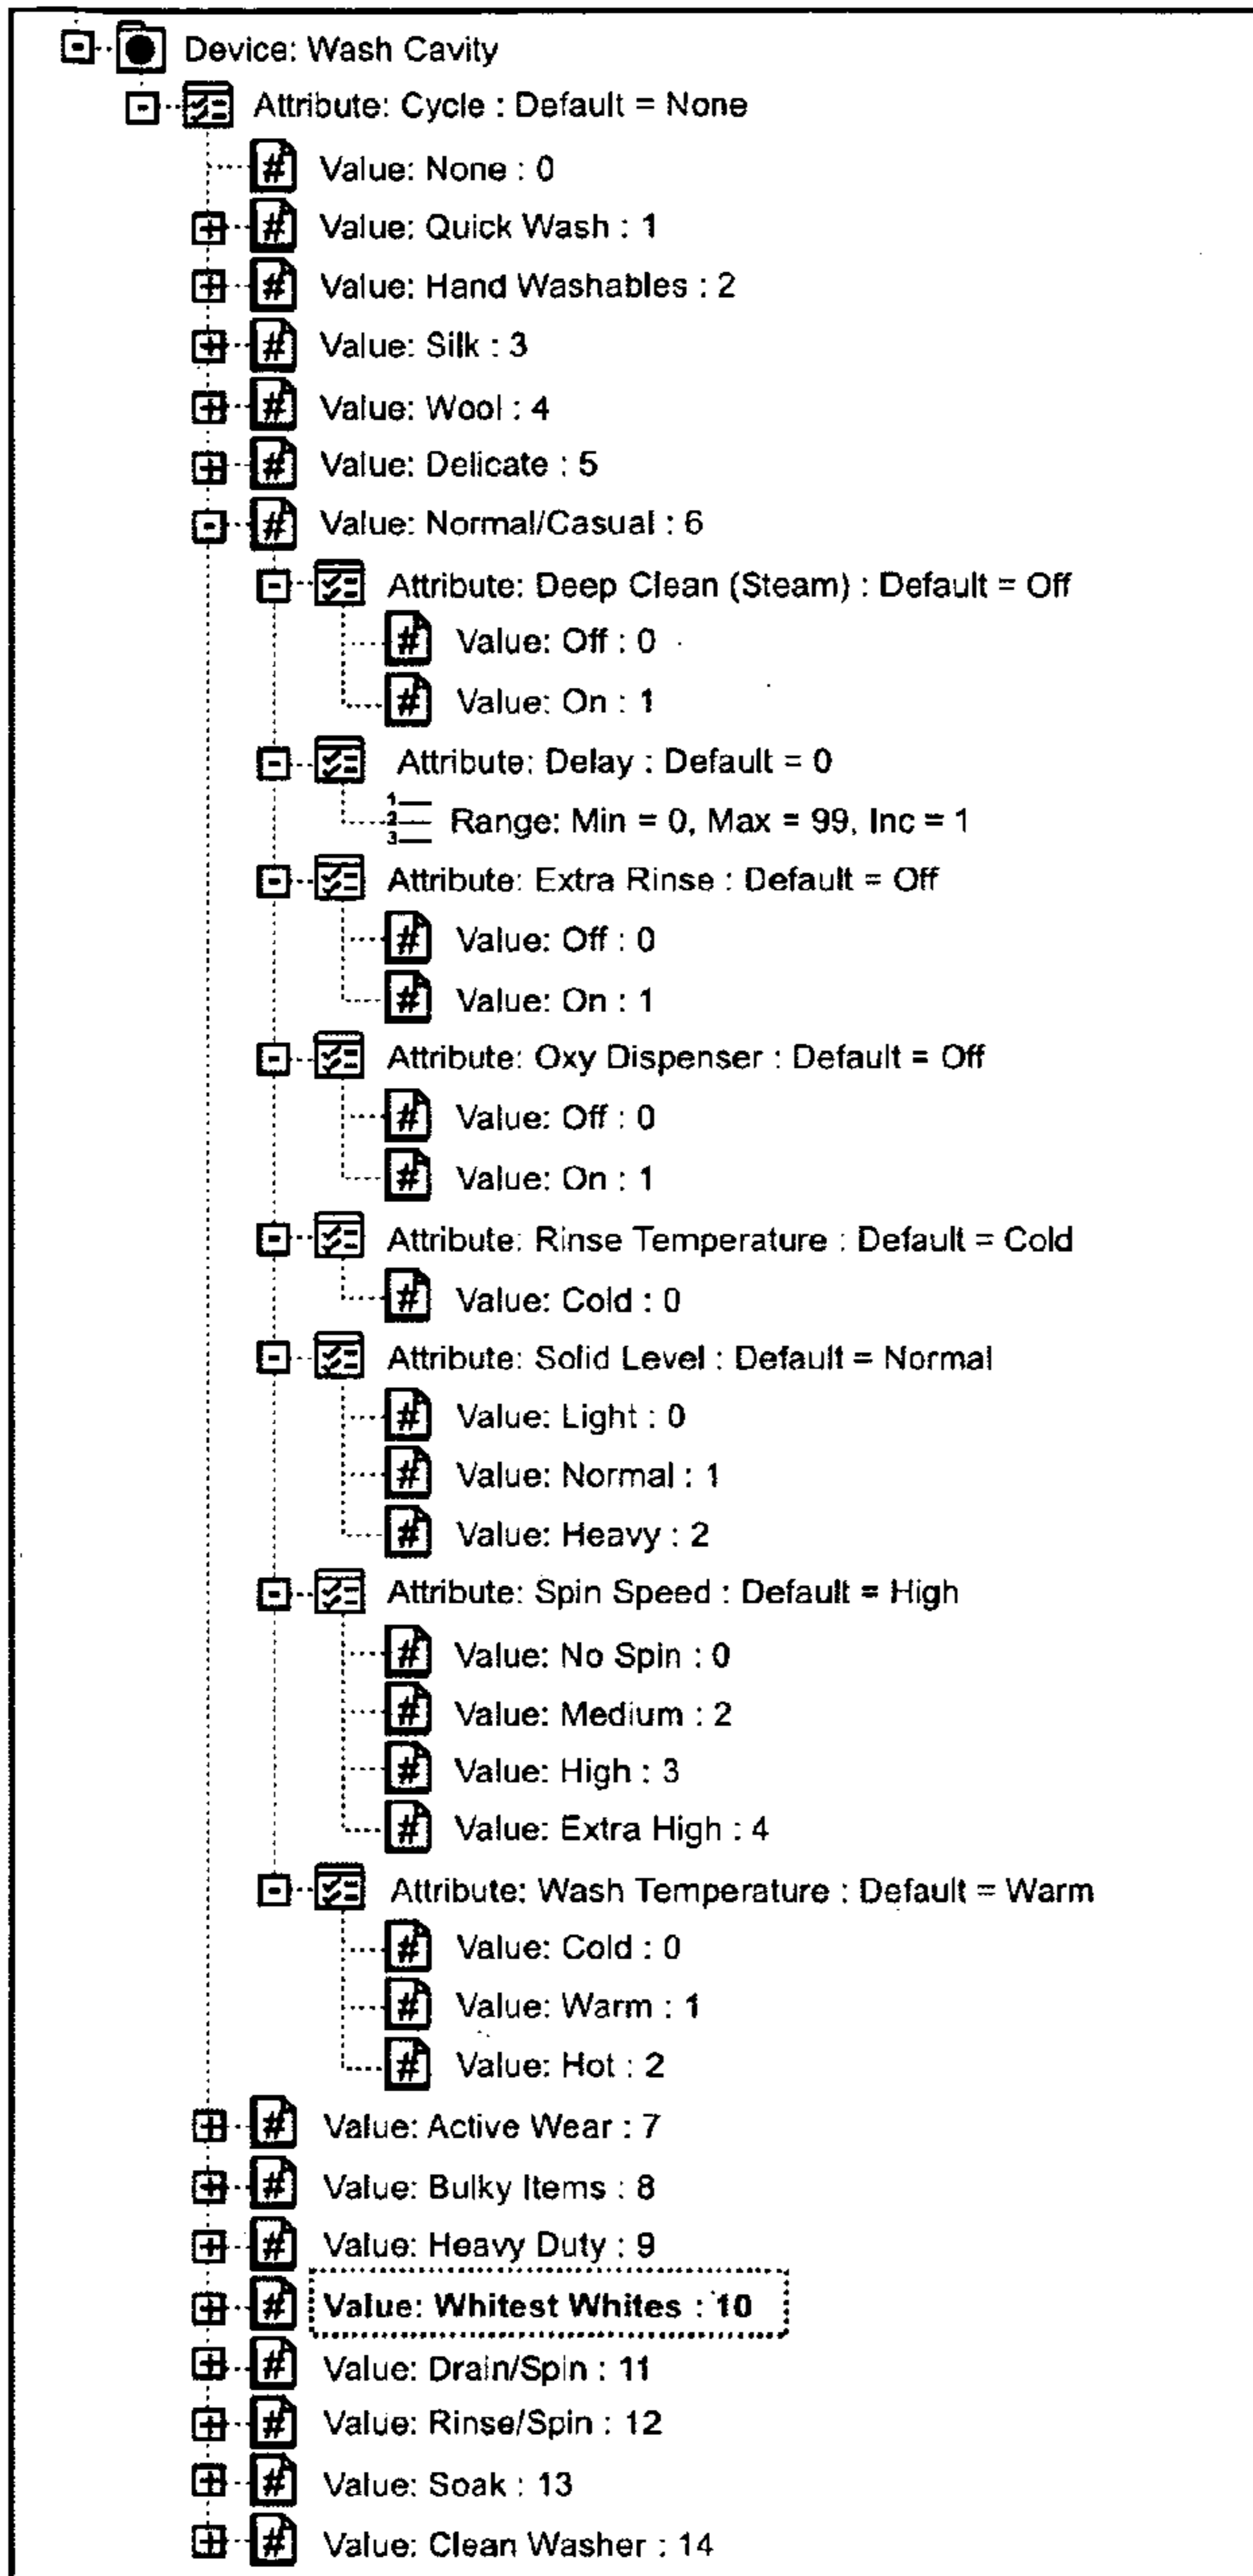 Device: Wash Cavity
Attribute: Cycle : Default = None
# Value: None : 0
# Value: Quick Wash : 1
# Value: Hand Washables : 2
# Value: Silk : 3
# Value: Wool : 4
# Value: Delicate : 5
# Value: Normal/Casual : 6
Attribute: Deep Clean (Steam) : Default = Off
# Value: Off : 0
# Value: On : 1
Attribute: Delay : Default = 0
1 2 3 Range: Min = 0, Max = 99, Inc = 1
Attribute: Extra Rinse : Default = Off
# Value: Off : 0
# Value: On : 1
Attribute: Oxy Dispenser : Default = Off
# Value: Off : 0
# Value: On : 1
Attribute: Rinse Temperature : Default = Cold
# Value: Cold : 0
Attribute: Solid Level : Default = Normal
# Value: Light : 0
# Value: Normal : 1
# Value: Heavy : 2
Attribute: Spin Speed : Default = High
# Value: No Spin : 0
# Value: Medium : 2
# Value: High : 3
# Value: Extra High : 4
Attribute: Wash Temperature : Default = Warm
# Value: Cold : 0
# Value: Warm : 1
# Value: Hot : 2
# Value: Active Wear : 7
# Value: Bulky Items : 8
# Value: Heavy Duty : 9
# Value: Whitest Whites : 10
# Value: Drain/Spin : 11
# Value: Rinse/Spin : 12
# Value: Soak : 13
# Value: Clean Washer : 14